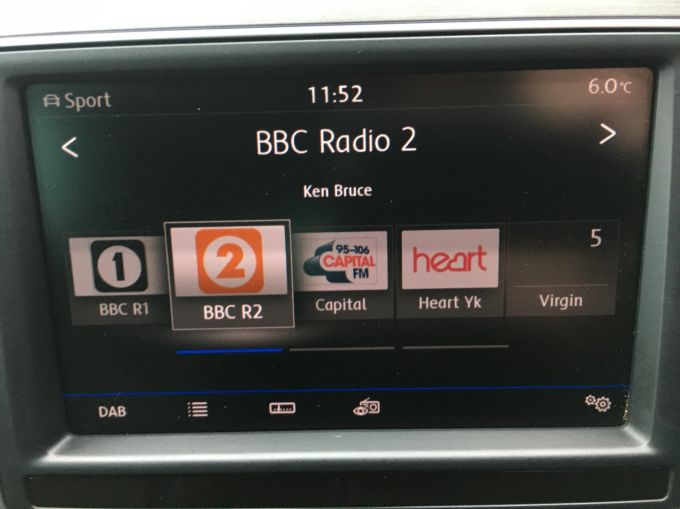 Sport 11:52 6.0°C
< BBC Radio 2 >
Ken Bruce
1 2 95-106 CAPITAL FM heart 5
BBC R1 BBC R2 Capital Heart Yk Virgin
DAB